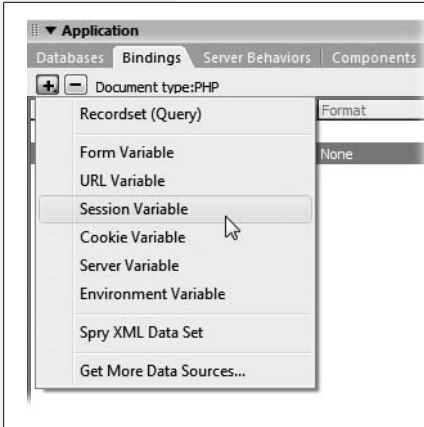 Application
Databases Bindings Server Behaviors Components
Document type:PHP
Format
None
Recordset (Query)
Form Variable
URL Variable
Session Variable
Cookie Variable
Server Variable
Environment Variable
Spry XML Data Set
Get More Data Sources...